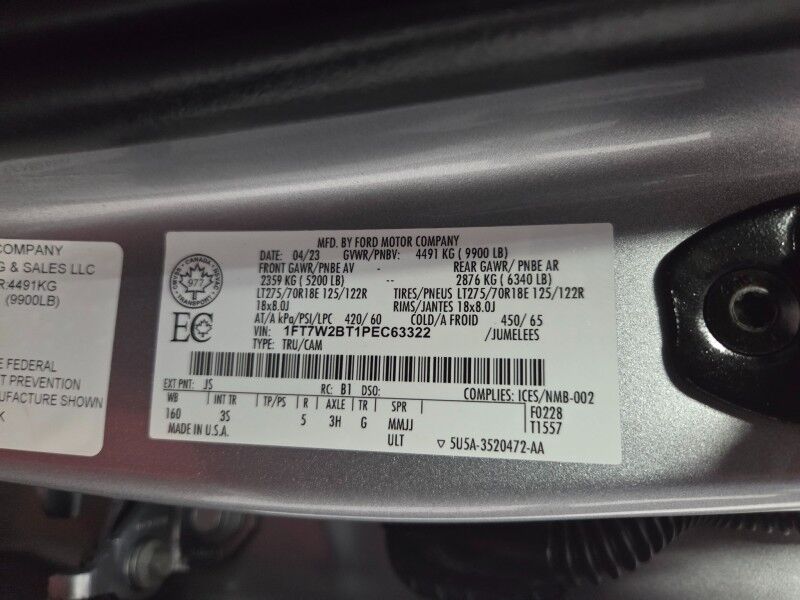 COMPANY
G & SALES LLC
R:4491KG
(9900LB)
E FEDERAL
T PREVENTION
NUFACTURE SHOWN
K
MFD. BY FORD MOTOR COMPANY
04/23 GVWR/PNBV: 4491 KG ( 9900 LB)
FRONT GAWR/PNBE AV - REAR GAWR/ PNBE AR
2359 KG ( 5200 LB) -- 2876 KG ( 6340 LB)
LT275/70R18E 125/122R TIRES/PNEUS LT275/70R18E 125/122R
18x8.0J RIMS/JANTES 18x8.0J
AT/A kPa/PSI/LPC 420/ 60 COLD/A FROID 450/ 65
VIN: 1FT7W2BT1PEC63322 /JUMELEES
TYPE: TRU/CAM
CANADA
977
TRANSPORT
EC
EXT PNT: JS RC: B1 DSO: COMPLIES: ICES/NMB-002
WB INT TR TP/PS R AXLE TR SPR F0228
160 3S 5 3H G MMJJ T1557
MADE IN U.S.A. ULT ▽ 5U5A-3520472-AA